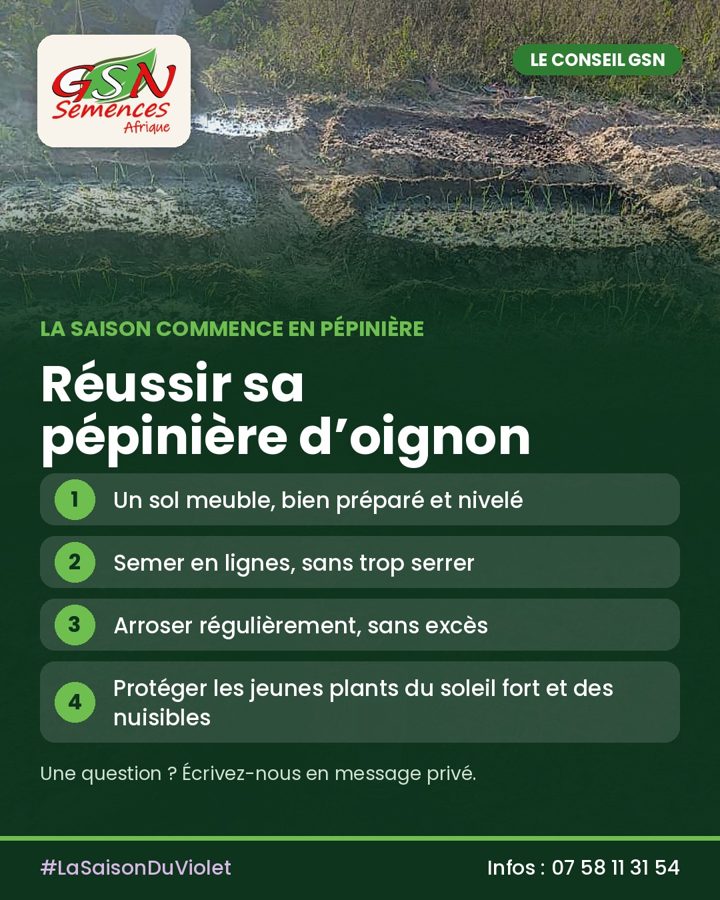 GSN
Semences
Afrique
LE CONSEIL GSN
LA SAISON COMMENCE EN PÉPINIÈRE
Réussir sa
pépinière d’oignon
1 Un sol meuble, bien préparé et nivelé
2 Semer en lignes, sans trop serrer
3 Arroser régulièrement, sans excès
4 Protéger les jeunes plants du soleil fort et des
nuisibles
Une question ? Écrivez-nous en message privé.
#LaSaisonDuViolet
Infos : 07 58 11 31 54